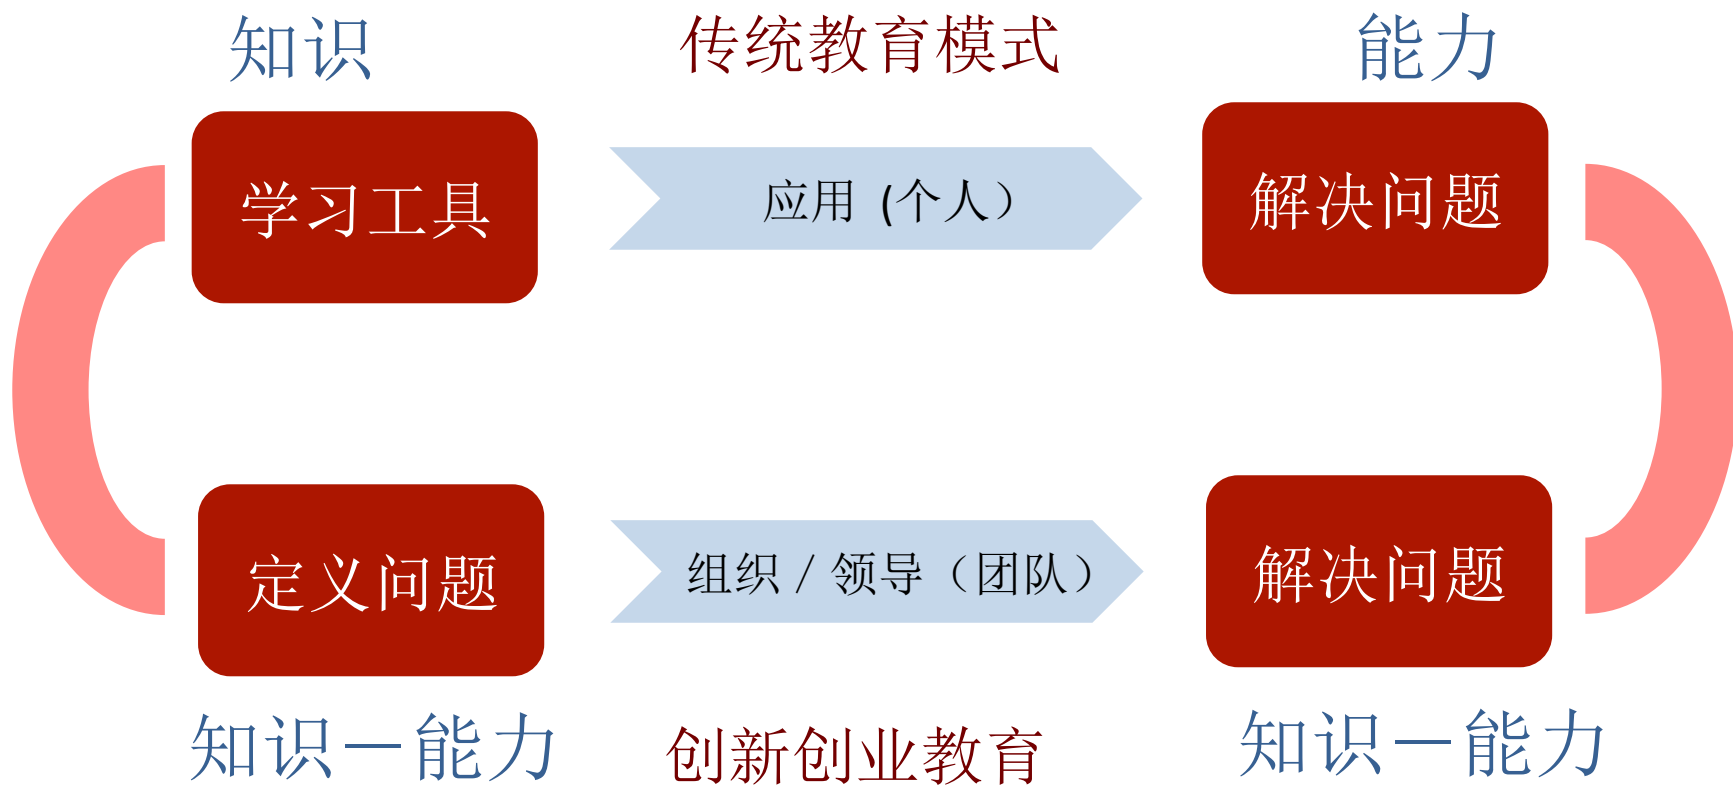 知识
传统教育模式
能力
学习工具
应用 (个人）
解决问题
定义问题
组织 / 领导（团队）
解决问题
知识－能力
创新创业教育
知识－能力